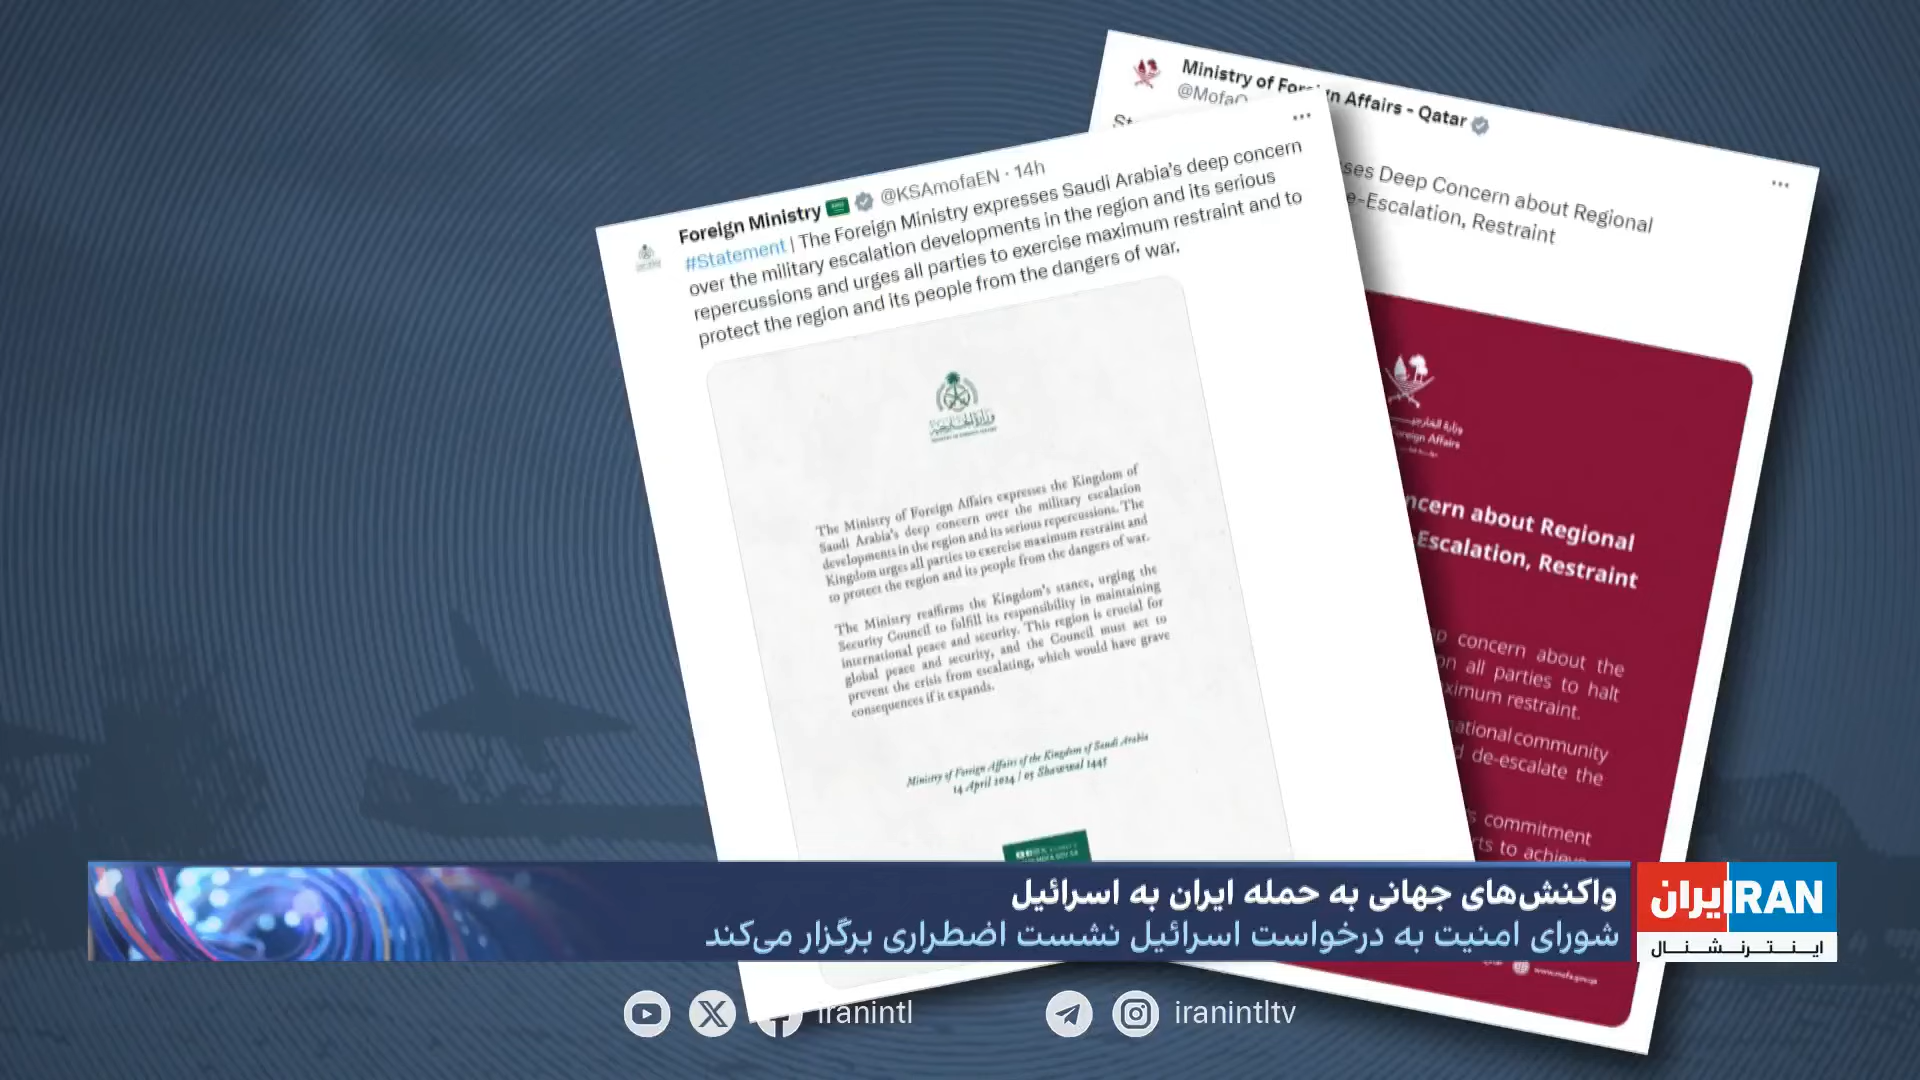 Ministry of Foreign Affairs - Qatar
@MofaQ
St
ses Deep Concern about Regional
e-Escalation, Restraint
Foreign Ministry @KSAmofaEN · 14h
#Statement | The Foreign Ministry expresses Saudi Arabia's deep concern
over the military escalation developments in the region and its serious
repercussions and urges all parties to exercise maximum restraint and to
protect the region and its people from the dangers of war.
The Ministry of Foreign Affairs expresses the Kingdom of
Saudi Arabia's deep concern over the military escalation
developments in the region and its serious repercussions. The
Kingdom urges all parties to exercise maximum restraint and
to protect the region and its people from the dangers of war.
The Ministry reaffirms the Kingdom's stance, urging the
Security Council to fulfill its responsibility in maintaining
international peace and security. This region is crucial for
global peace and security, and the Council must act to
prevent the crisis from escalating, which would have grave
consequences if it expands.
Ministry of Foreign Affairs of the Kingdom of Saudi Arabia
14 April 2024 / 05 Shawwal 1445
وزارة الخارجية
reign Affairs
ncern about Regional
-Escalation, Restraint
p concern about the
on all parties to halt
ximum restraint.
national community
d de-escalate the
s commitment
rts to achieve
واکنش‌های جهانی به حمله ایران به اسرائیل
شورای امنیت به درخواست اسرائیل نشست اضطراری برگزار می‌کند
ایران IRAN
اینترنشنال
iranintl
iranintltv